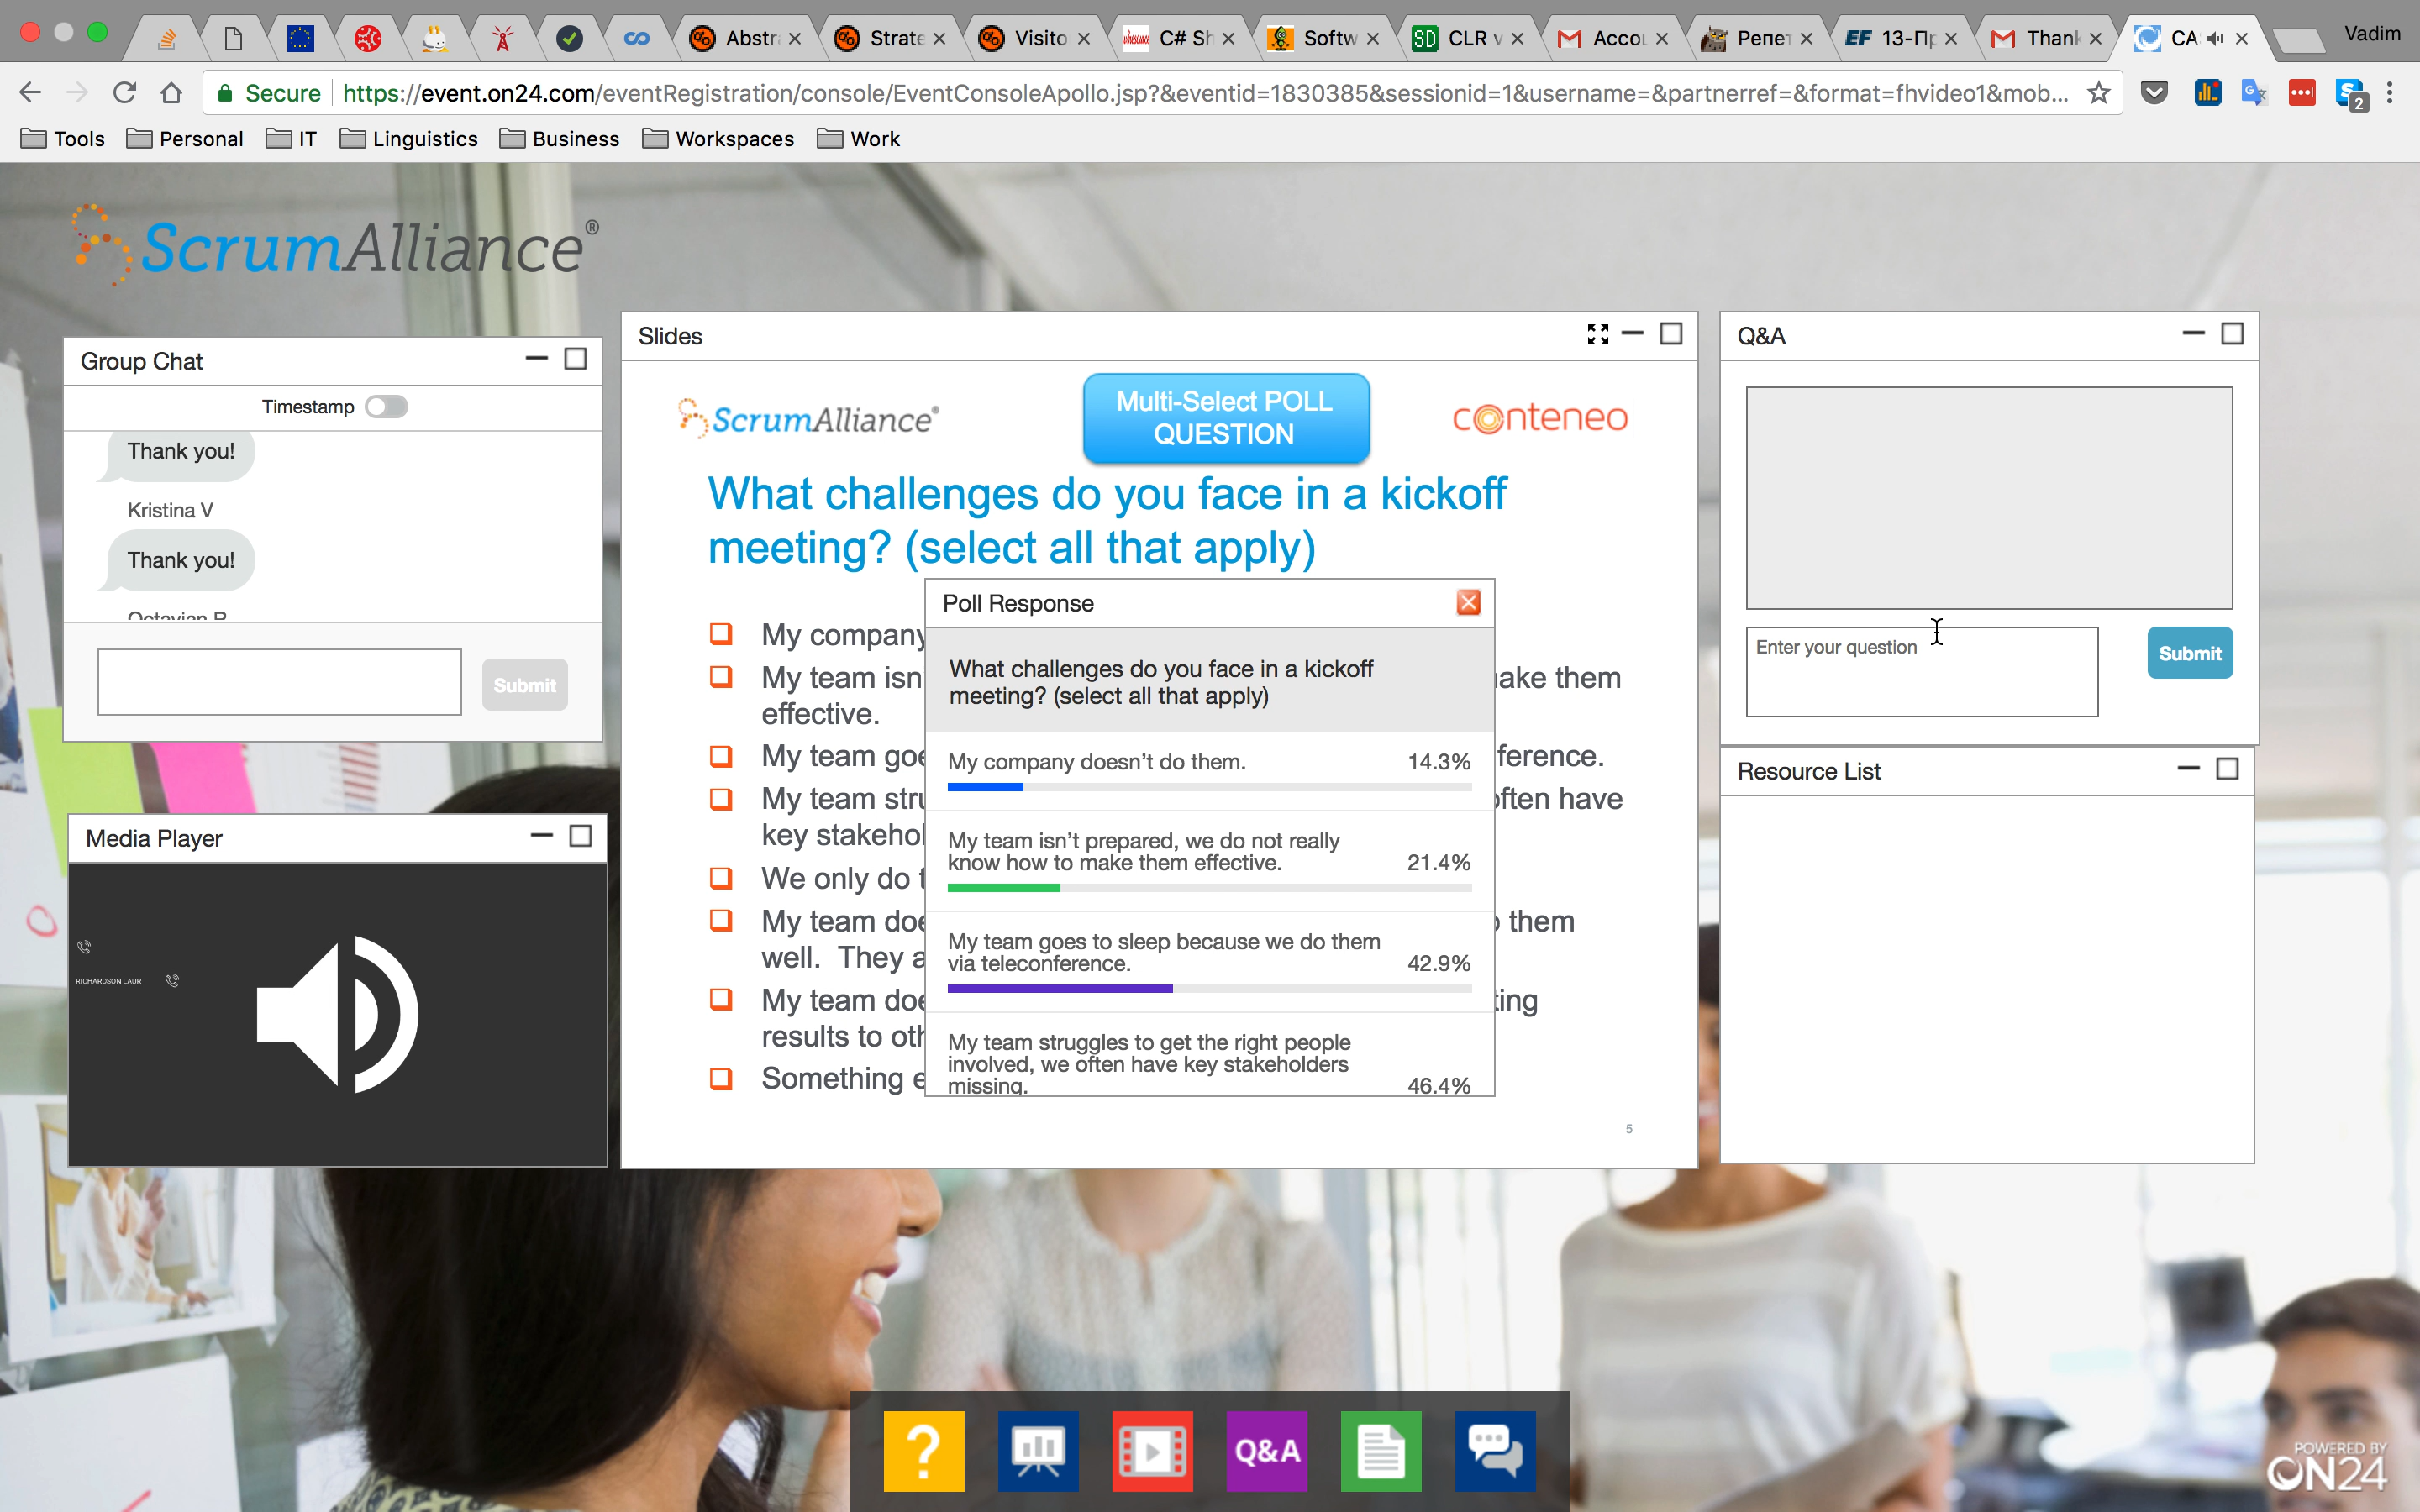 Abstr
Strate
Visito
C# Sh
Softw
SD CLR v
Accou
Репет
EF 13-Пр
Thank
CA
Vadim
Secure
https://event.on24.com/eventRegistration/console/EventConsoleApollo.jsp?&eventid=1830385&sessionid=1&username=&partnerref=&format=fhvideo1&mob...
2
Tools
Personal
IT
Linguistics
Business
Workspaces
Work
ScrumAlliance®
Group Chat
Timestamp
Thank you!
Kristina V
Thank you!
Octavian R
Submit
Media Player
RICHARDSON LAUR
Slides
ScrumAlliance®
Multi-Select POLL
QUESTION
conteneo
What challenges do you face in a kickoff
meeting? (select all that apply)
My company
My team isn
ake them
effective.
My team goe
ference.
My team stru
often have
key stakehol
We only do t
My team doe
them
well. They a
My team doe
ting
results to oth
Something e
5
Poll Response
What challenges do you face in a kickoff
meeting? (select all that apply)
My company doesn't do them. 14.3%
My team isn't prepared, we do not really
know how to make them effective. 21.4%
My team goes to sleep because we do them
via teleconference. 42.9%
My team struggles to get the right people
involved, we often have key stakeholders
missing. 46.4%
Q&A
Enter your question
Submit
Resource List
?
Q&A
POWERED BY
ON24